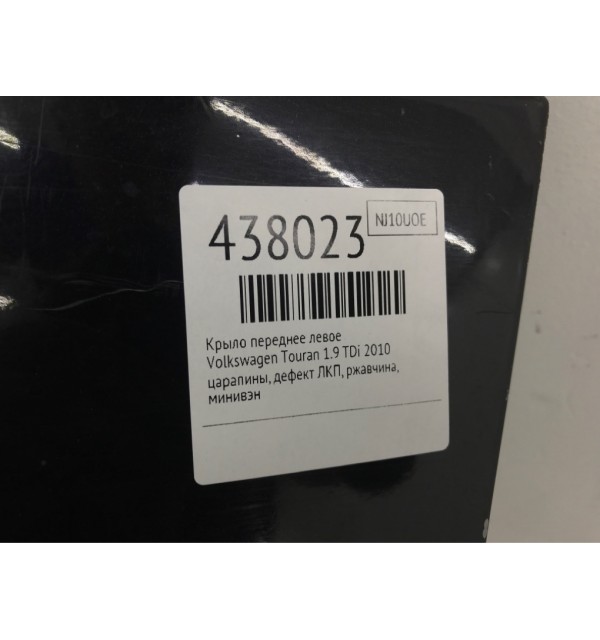 438023
NJ10UOE
Крыло переднее левое
Volkswagen Touran 1.9 TDi 2010
царапины, дефект ЛКП, ржавчина,
минивэн